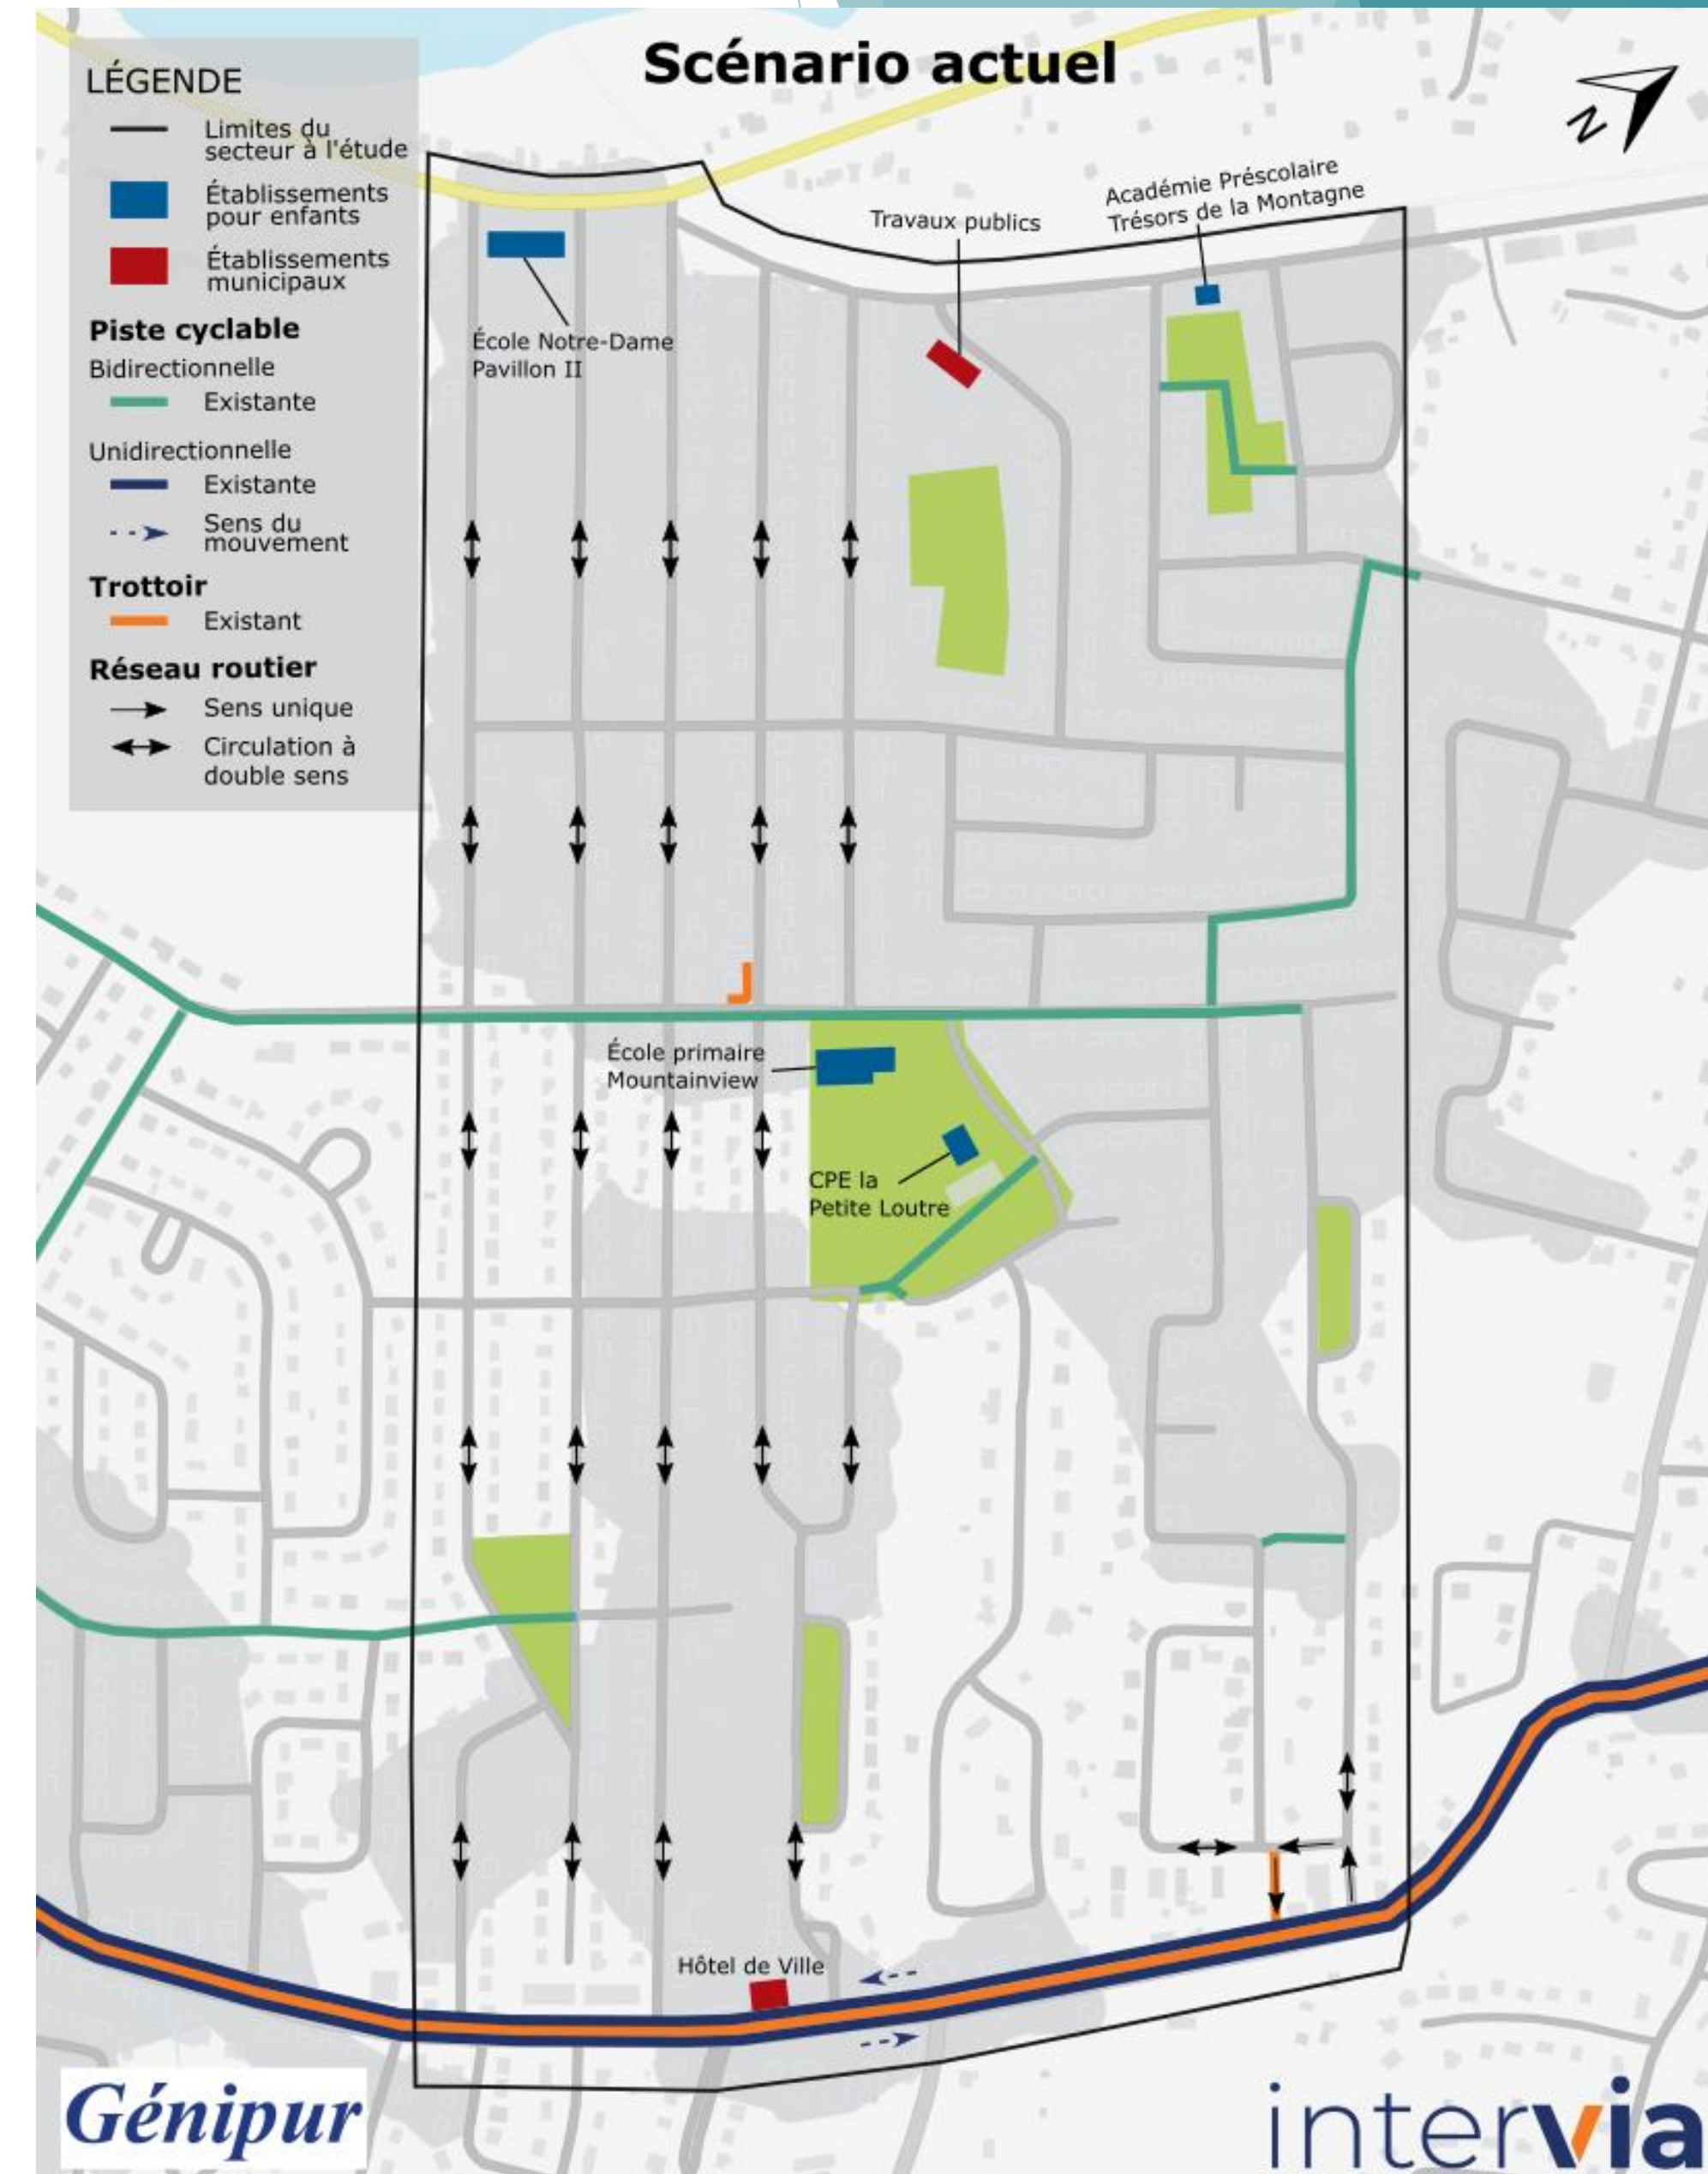 Scénario actuel
LÉGENDE
Limites du
secteur à l'étude
Établissements
pour enfants
Établissements
municipaux
Piste cyclable
Bidirectionnelle
Existante
Unidirectionnelle
Existante
Sens du
mouvement
Trottoir
Existant
Réseau routier
Sens unique
Circulation à
double sens
N
Académie Préscolaire
Trésors de la Montagne
Travaux publics
École Notre-Dame
Pavillon II
École primaire
Mountainview
CPE la
Petite Loutre
Hôtel de Ville
Génipur
intervia